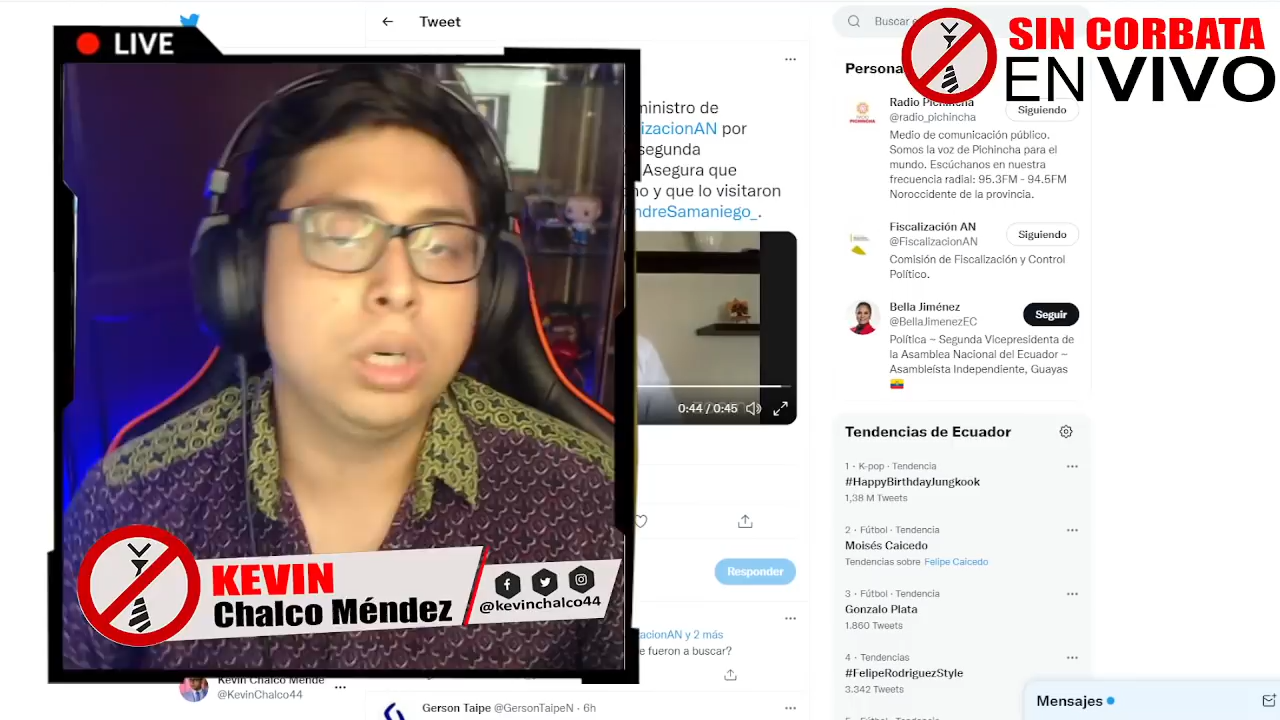 LIVE
Tweet
Buscar e
SIN CORBATA
EN VIVO
ministro de
izacionAN por
segunda
Asegura que
no y que lo visitaron
ndreSamaniego_.
0:44 / 0:45
Responder
acionAN y 2 más
e fueron a buscar?
Gerson Taipe @GersonTaipeN · 6h
KEVIN
Chalco Méndez
@kevinchalco44
Kevin Chalco Mende
@KevinChalco44
Persona
Radio Pichincha
@radio_pichincha
Siguiendo
Medio de comunicación público.
Somos la voz de Pichincha para el
mundo. Escúchanos en nuestra
frecuencia radial: 95.3FM - 94.5FM
Noroccidente de la provincia.
Fiscalización AN
@FiscalizacionAN
Siguiendo
Comisión de Fiscalización y Control
Político.
Bella Jiménez
@BellaJimenezEC
Seguir
Política ~ Segunda Vicepresidenta de
la Asamblea Nacional del Ecuador ~
Asambleísta Independiente, Guayas
Tendencias de Ecuador
1 · K-pop · Tendencia
#HappyBirthdayJungkook
1,38 M Tweets
2 · Fútbol · Tendencia
Moisés Caicedo
Tendencias sobre Felipe Caicedo
3 · Fútbol · Tendencia
Gonzalo Plata
1.860 Tweets
4 · Tendencias
#FelipeRodriguezStyle
3.342 Tweets
Mensajes